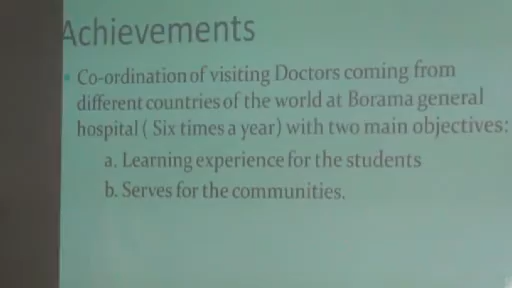 Achievements
• Co-ordination of visiting Doctors coming from
different countries of the world at Borama general
hospital ( Six times a year) with two main objectives:
a. Learning experience for the students
b. Serves for the communities.